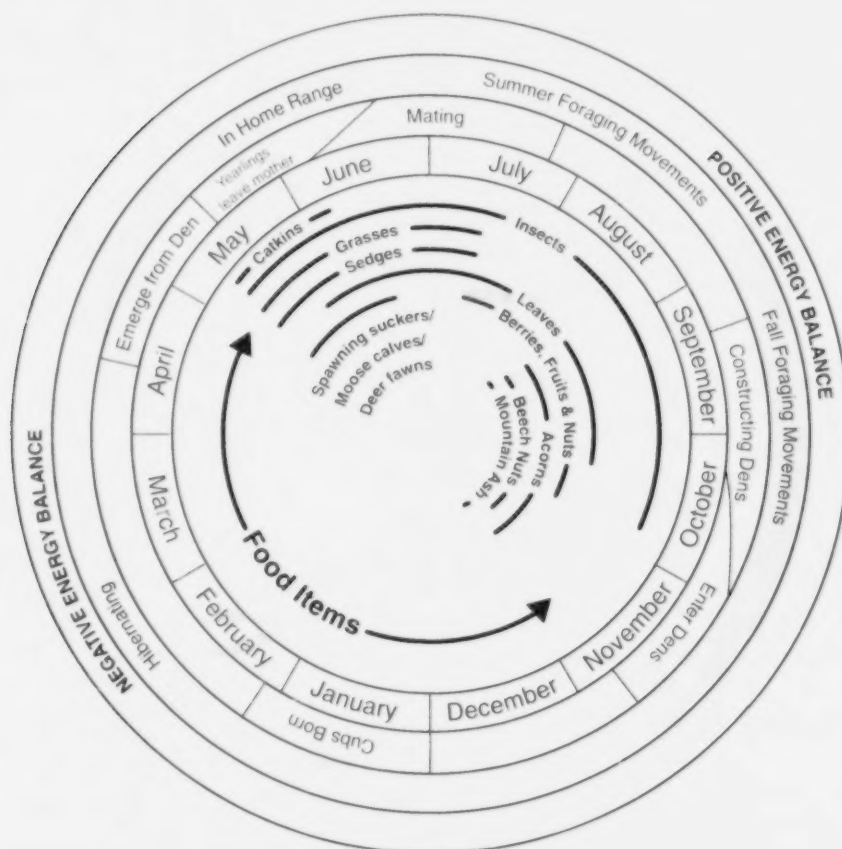 POSITIVE ENERGY BALANCE
NEGATIVE ENERGY BALANCE
In Home Range
Summer Foraging Movements
Fall Foraging Movements
Hibernating
Emerge from Den
Yearlings
leave mother
Mating
Constructing Dens
Enter Dens
Cubs Born
January
February
March
April
May
June
July
August
September
October
November
December
Catkins
Insects
Grasses
Sedges
Leaves
Spawning suckers/
Moose calves/
Deer fawns
Berries, Fruits & Nuts
Acorns
Beech Nuts
Mountain Ash
Food Items